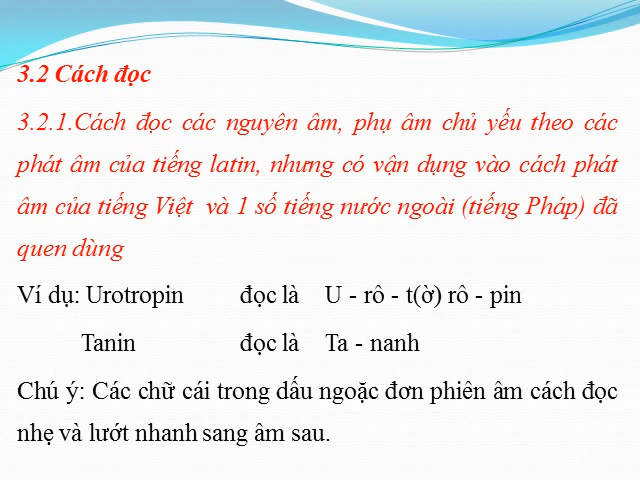 3.2 Cách đọc
3.2.1.Cách đọc các nguyên âm, phụ âm chủ yếu theo các
phát âm của tiếng latin, nhưng có vận dụng vào cách phát
âm của tiếng Việt và 1 số tiếng nước ngoài (tiếng Pháp) đã
quen dùng
Ví dụ: Urotropin đọc là U - rô - t(ờ) rô - pin
Tanin đọc là Ta - nanh
Chú ý: Các chữ cái trong dấu ngoặc đơn phiên âm cách đọc
nhẹ và lướt nhanh sang âm sau.